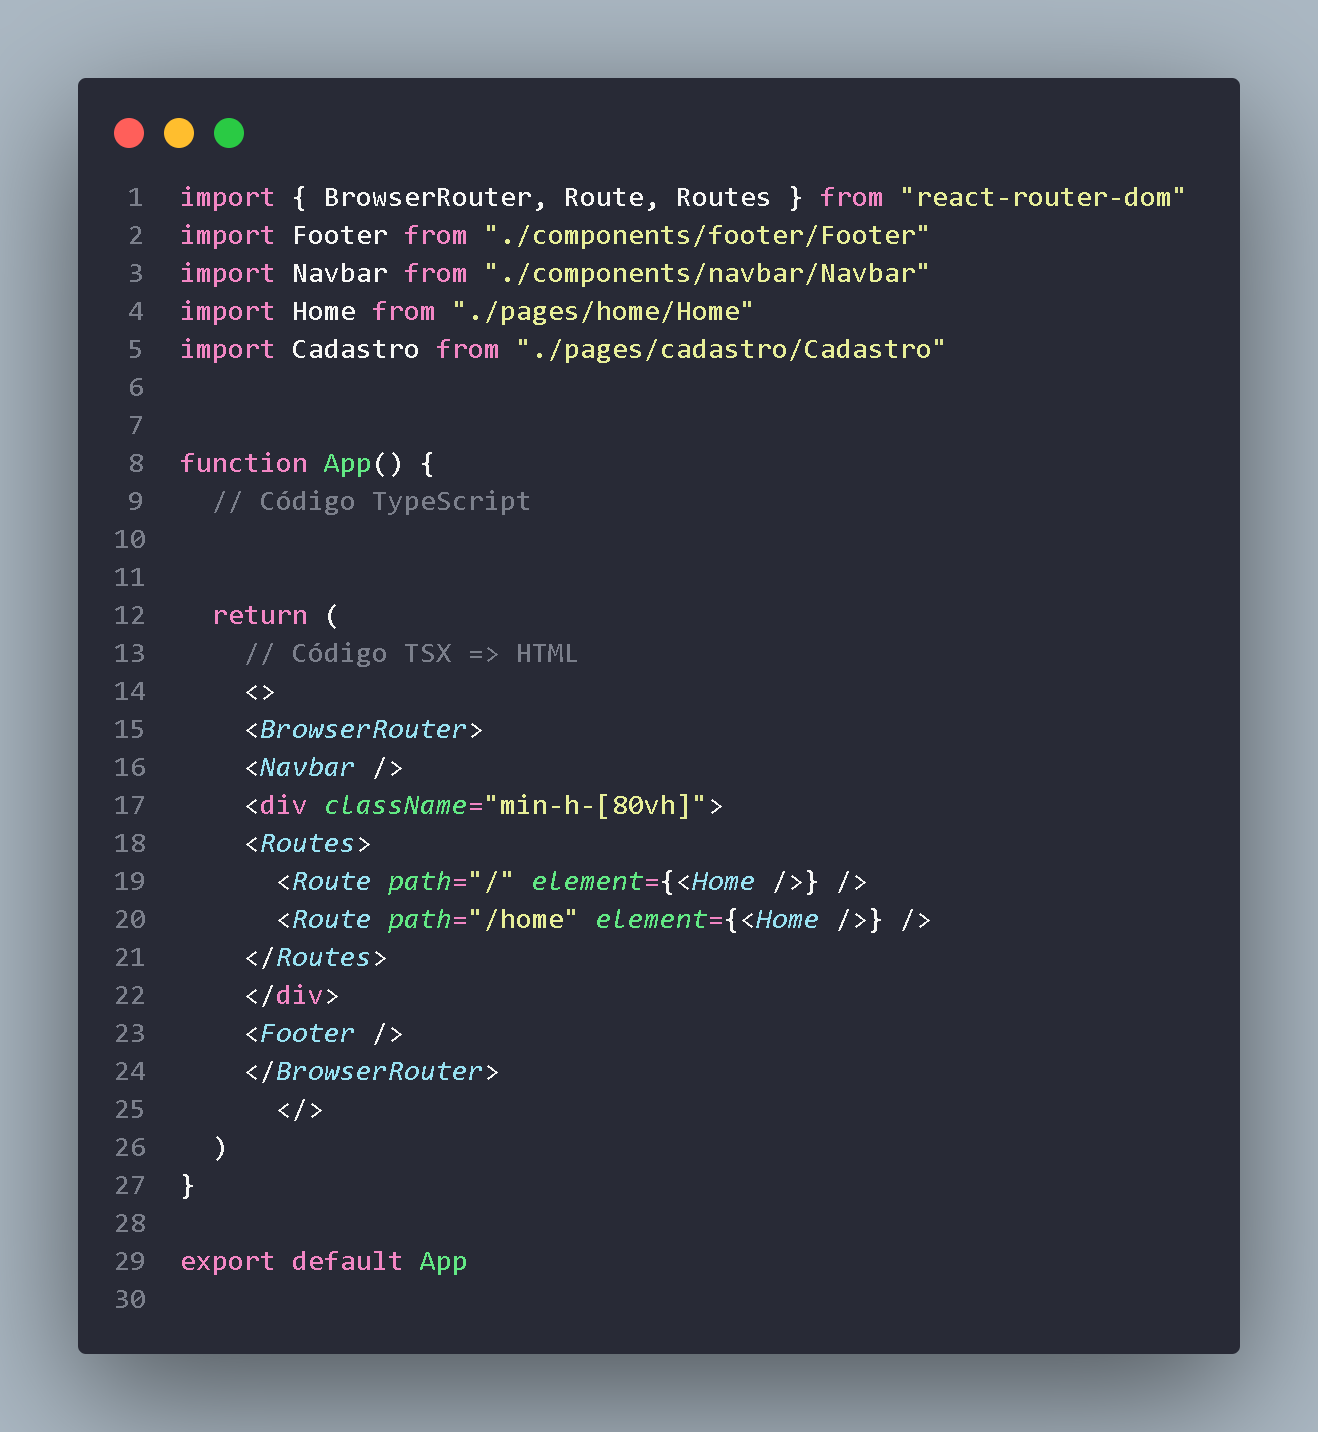 1 import { BrowserRouter, Route, Routes } from "react-router-dom"
2 import Footer from "./components/footer/Footer"
3 import Navbar from "./components/navbar/Navbar"
4 import Home from "./pages/home/Home"
5 import Cadastro from "./pages/cadastro/Cadastro"
6
7
8 function App() {
9   // Código TypeScript
10
11
12   return (
13     // Código TSX => HTML
14     <>
15     <BrowserRouter>
16     <Navbar />
17     <div className="min-h-[80vh]">
18     <Routes>
19       <Route path="/" element={<Home />} />
20       <Route path="/home" element={<Home />} />
21     </Routes>
22     </div>
23     <Footer />
24     </BrowserRouter>
25       </>
26   )
27 }
28
29 export default App
30